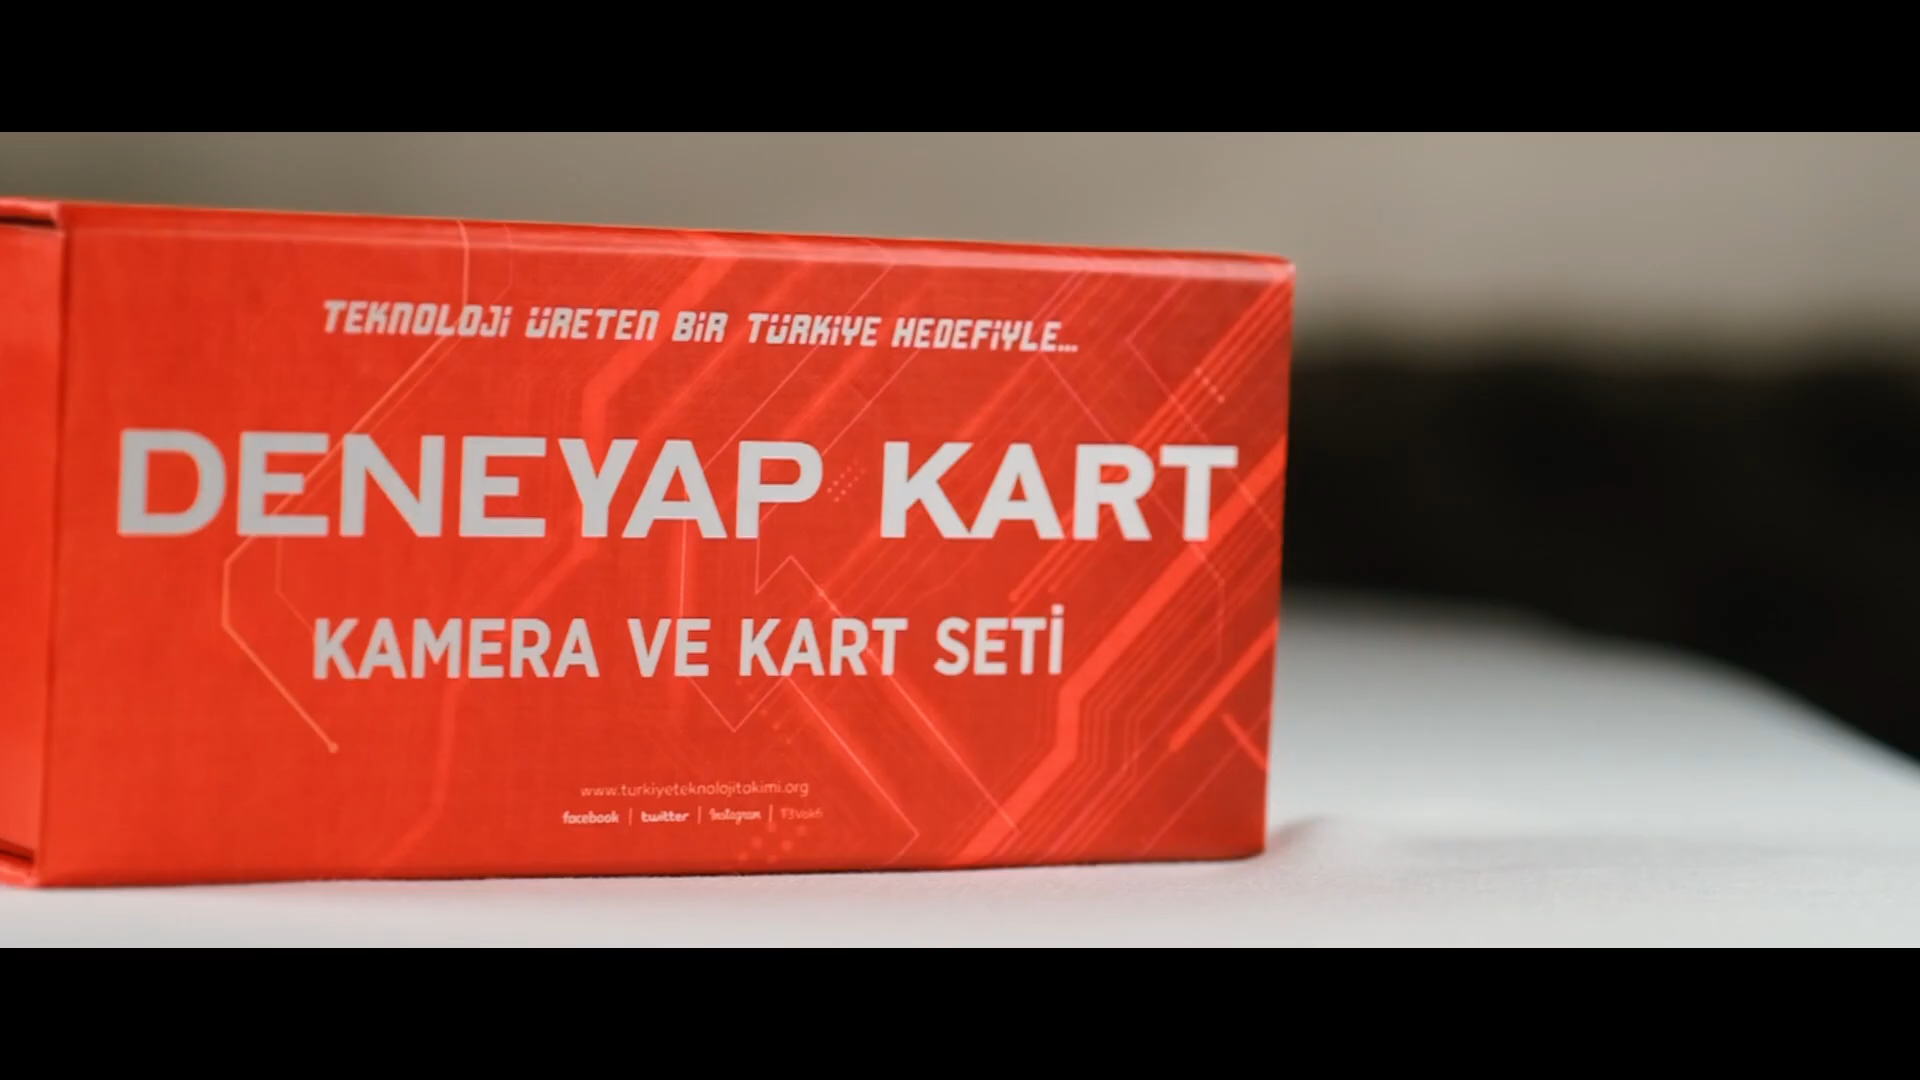 TEKNOLOJİ ÜRETEN BİR TÜRKİYE HEDEFİYLE...
DENEYAP KART
KAMERA VE KART SETİ
www.turkiyeteknolojitakimi.org
facebook | twitter | Instagram | T3Vakfi